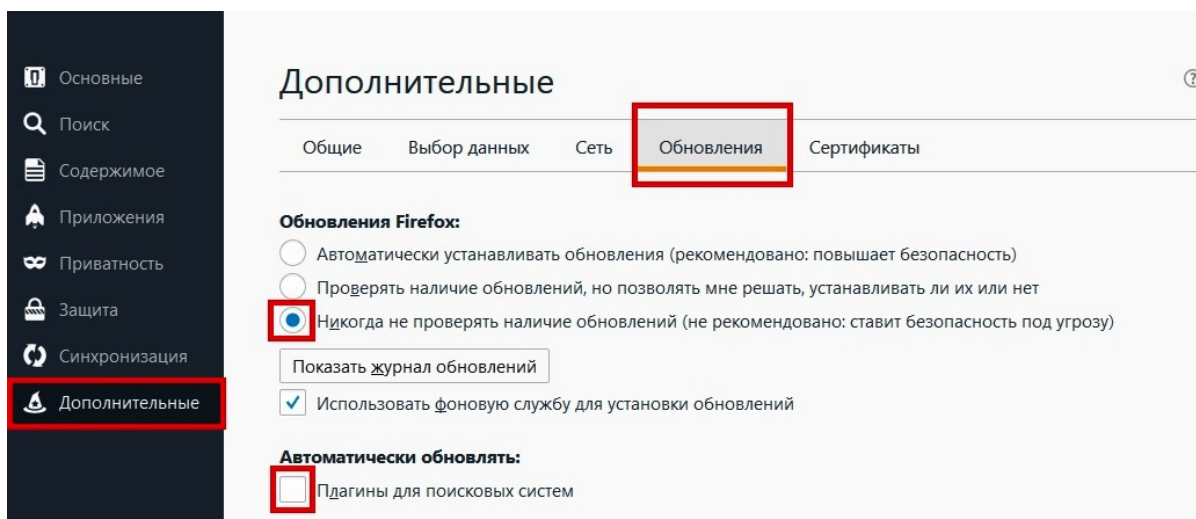 Основные
Поиск
Содержимое
Приложения
Приватность
Защита
Синхронизация
Дополнительные
Дополнительные
?
Общие Выбор данных Сеть Обновления Сертификаты
Обновления Firefox:
Автоматически устанавливать обновления (рекомендовано: повышает безопасность)
Проверять наличие обновлений, но позволять мне решать, устанавливать ли их или нет
Никогда не проверять наличие обновлений (не рекомендовано: ставит безопасность под угрозу)
Показать журнал обновлений
Использовать фоновую службу для установки обновлений
Автоматически обновлять:
Плагины для поисковых систем